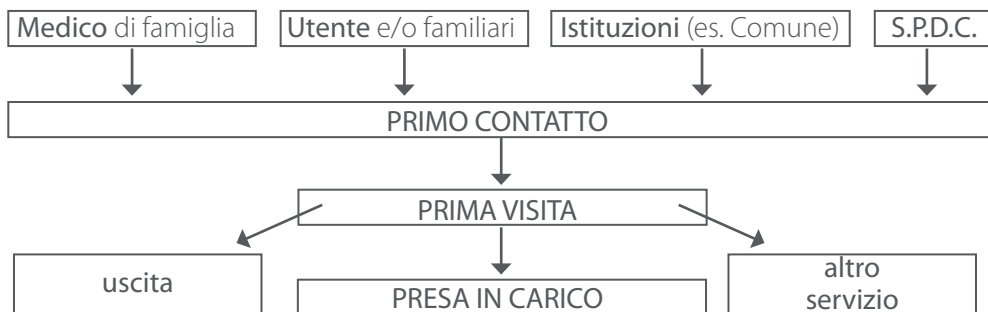 Medico di famiglia
Utente e/o familiari
Istituzioni (es. Comune)
S.P.D.C.
PRIMO CONTATTO
PRIMA VISITA
uscita
PRESA IN CARICO
altro
servizio